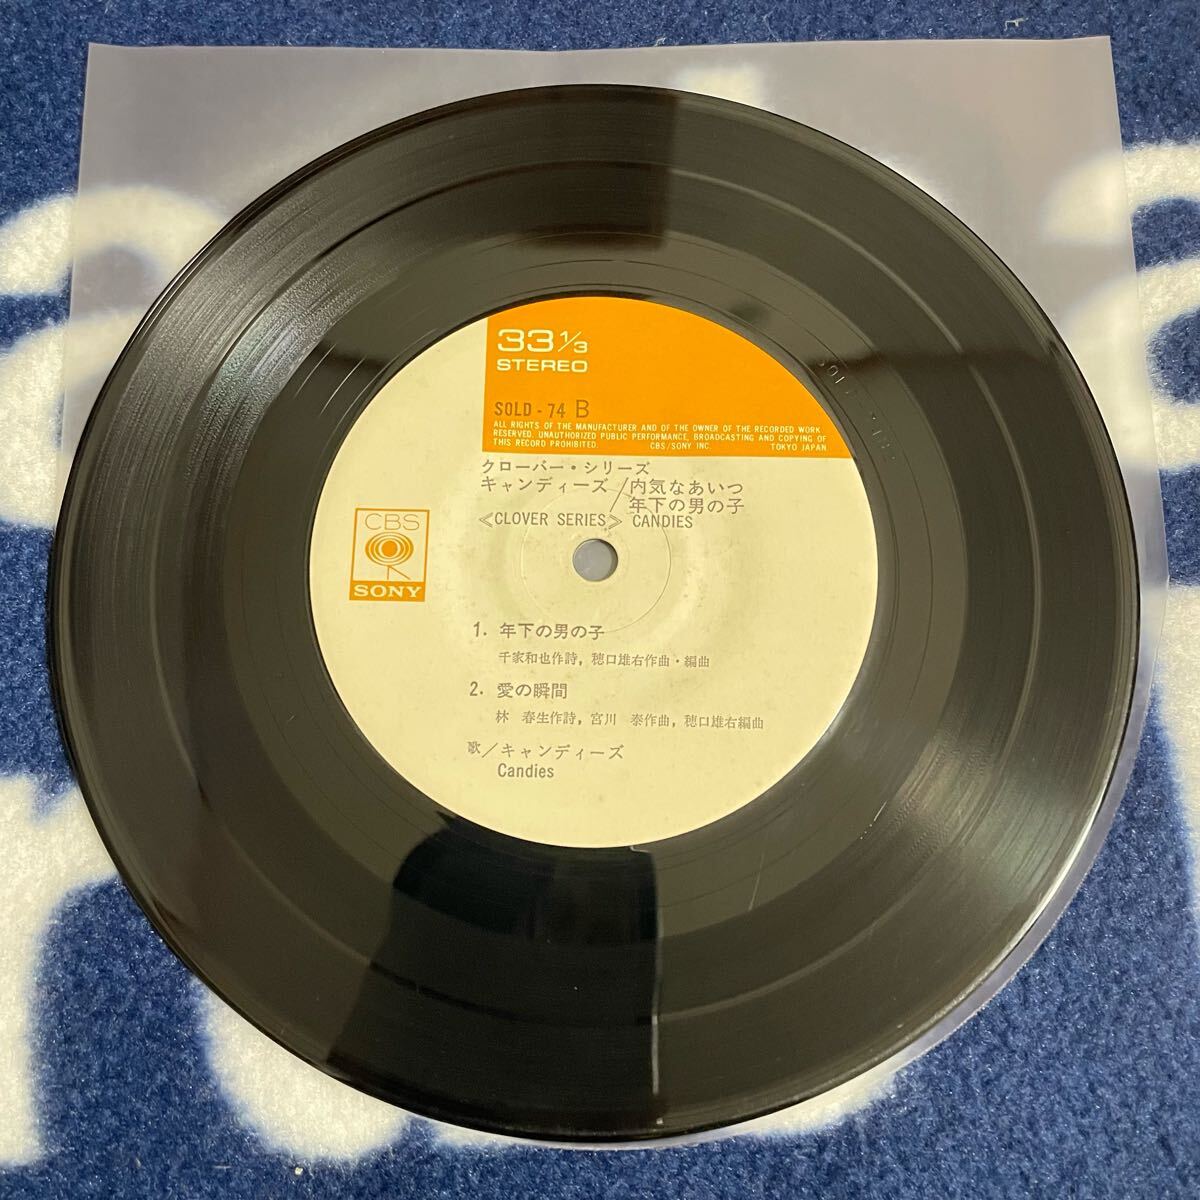 33 1/3
STEREO
SOLD - 74 B
ALL RIGHTS OF THE MANUFACTURER AND OF THE OWNER OF THE RECORDED WORK
RESERVED. UNAUTHORIZED PUBLIC PERFORMANCE, BROADCASTING AND COPYING OF
THIS RECORD PROHIBITED. CBS/SONY INC. TOKYO JAPAN
クローバー・シリーズ
キャンディーズ/内気なあいつ
年下の男の子
≪CLOVER SERIES≫ CANDIES
CBS
SONY
1. 年下の男の子
千家和也作詩, 穂口雄右作曲・編曲
2. 愛の瞬間
林 春生作詩, 宮川 泰作曲, 穂口雄右編曲
歌/キャンディーズ
Candies